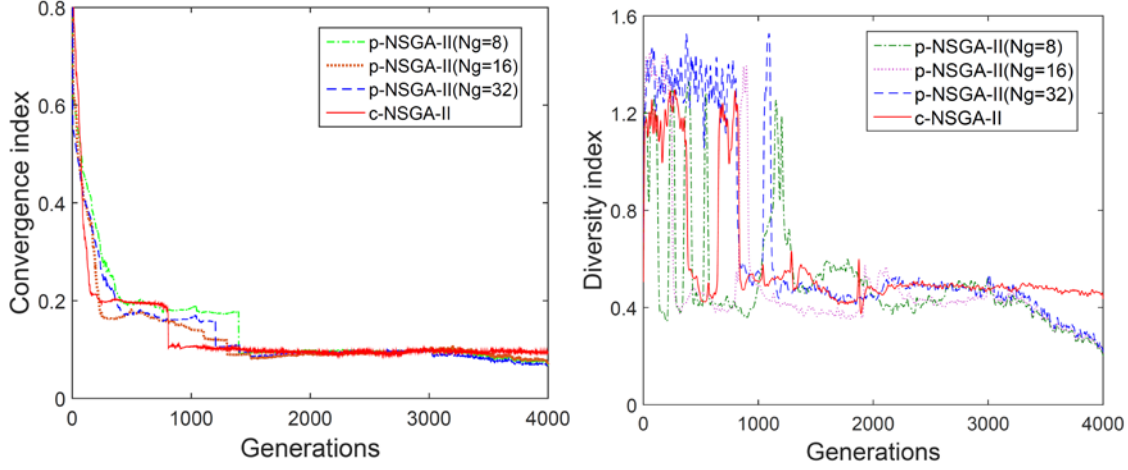 0.8
0.6
0.4
0.2
0
0
1000
2000
3000
4000
Convergence index
Generations
p-NSGA-II(Ng=8)
p-NSGA-II(Ng=16)
p-NSGA-II(Ng=32)
c-NSGA-II
1.6
1.2
0.8
0.4
0
0
1000
2000
3000
4000
Diversity index
Generations
p-NSGA-II(Ng=8)
p-NSGA-II(Ng=16)
p-NSGA-II(Ng=32)
c-NSGA-II